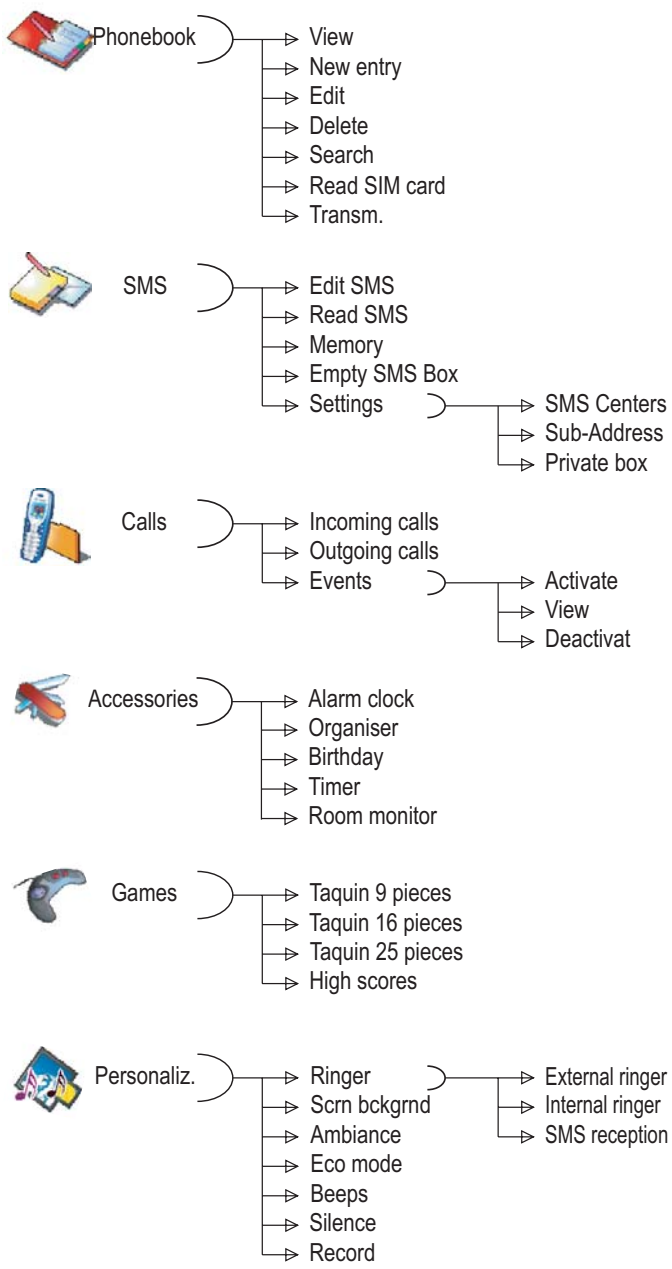 Phonebook
View
New entry
Edit
Delete
Search
Read SIM card
Transm.
SMS
Edit SMS
Read SMS
Memory
Empty SMS Box
Settings
SMS Centers
Sub-Address
Private box
Calls
Incoming calls
Outgoing calls
Events
Activate
View
Deactivat
Accessories
Alarm clock
Organiser
Birthday
Timer
Room monitor
Games
Taquin 9 pieces
Taquin 16 pieces
Taquin 25 pieces
High scores
Personaliz.
Ringer
External ringer
Internal ringer
SMS reception
Scrn bckgrnd
Ambiance
Eco mode
Beeps
Silence
Record